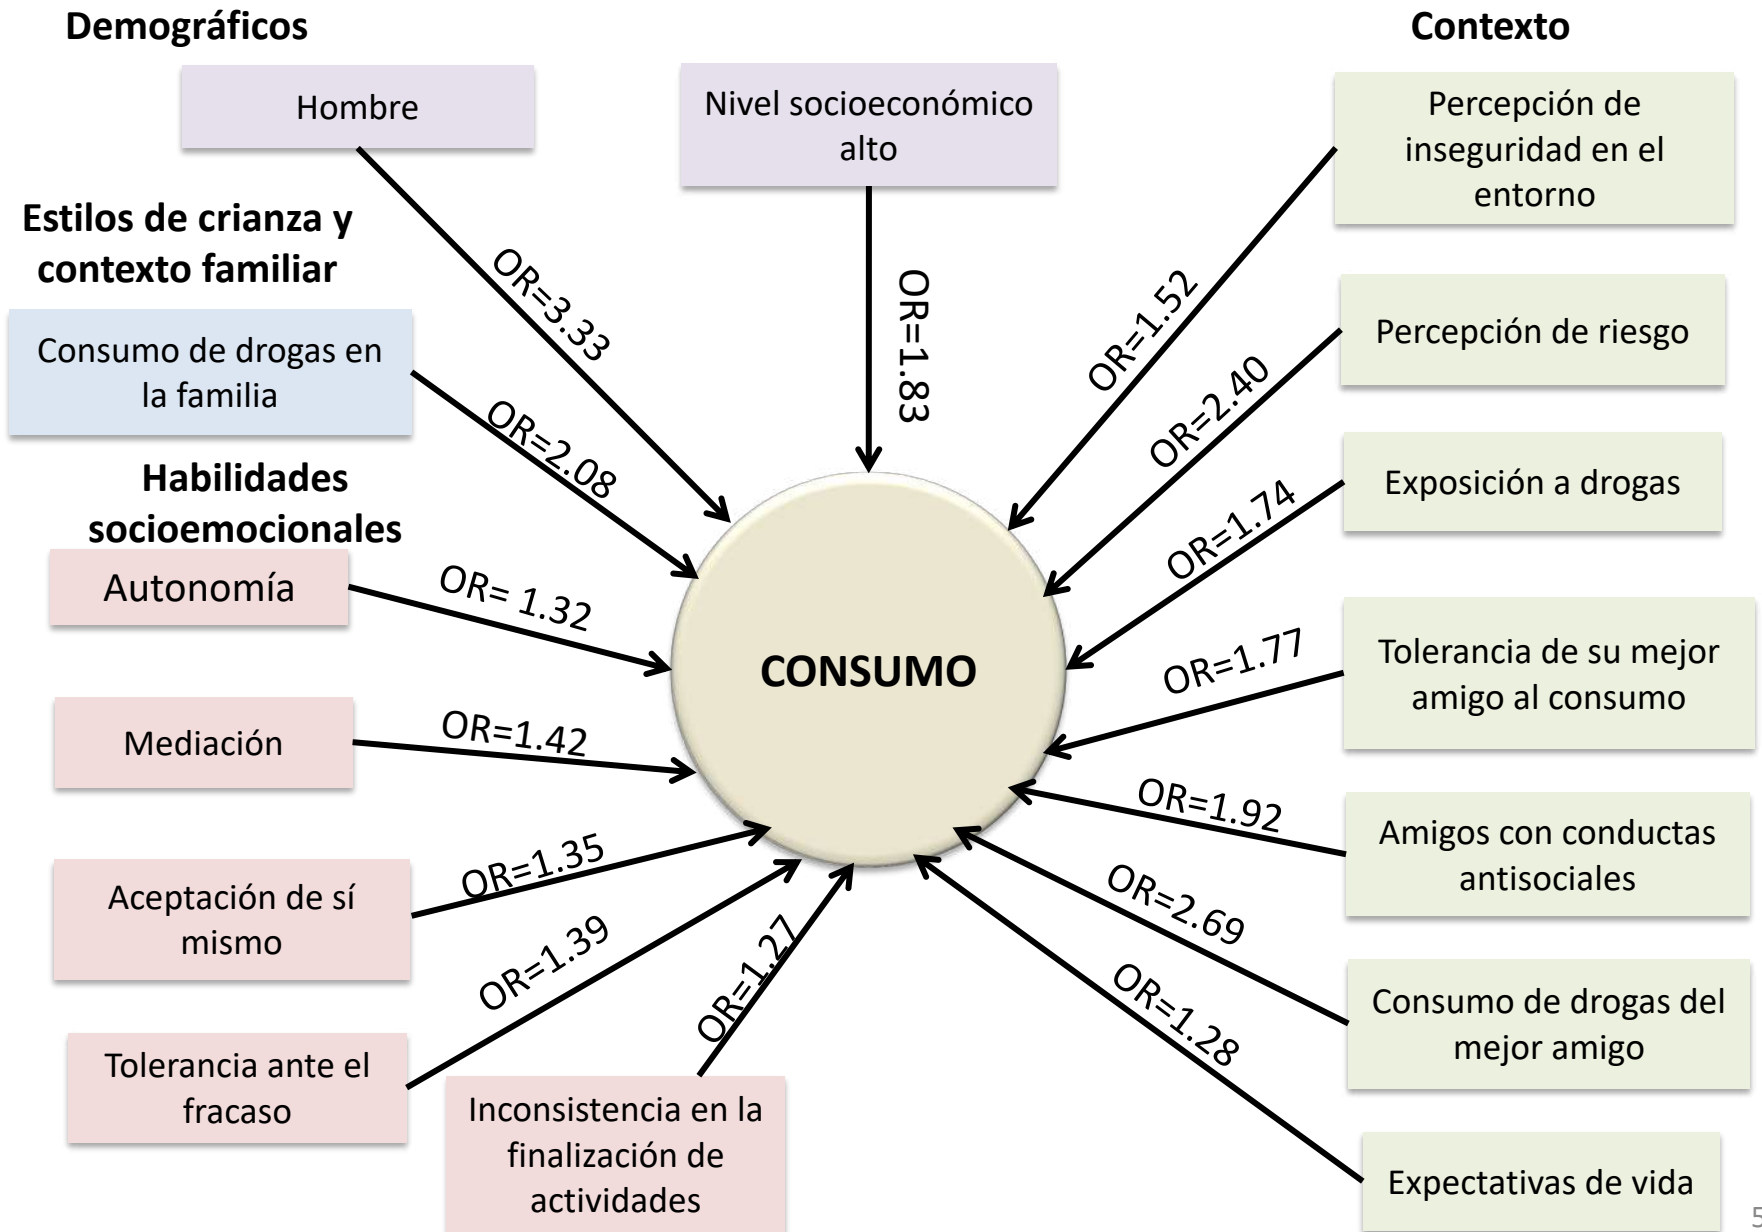 Demográficos
Hombre
Nivel socioeconómico
alto
Contexto
Percepción de
inseguridad en el
entorno
Estilos de crianza y
contexto familiar
Consumo de drogas en
la familia
OR=3.33
OR=2.08
OR=1.83
OR=1.52
Percepción de riesgo
OR=2.40
Exposición a drogas
OR=1.74
Habilidades
socioemocionales
Autonomía
OR= 1.32
CONSUMO
Tolerancia de su mejor
amigo al consumo
OR=1.77
Mediación
OR=1.42
Amigos con conductas
antisociales
OR=1.92
Aceptación de sí
mismo
OR=1.35
Consumo de drogas del
mejor amigo
OR=2.69
Tolerancia ante el
fracaso
OR=1.39
Inconsistencia en la
finalización de
actividades
OR=1.27
Expectativas de vida
OR=1.28
5